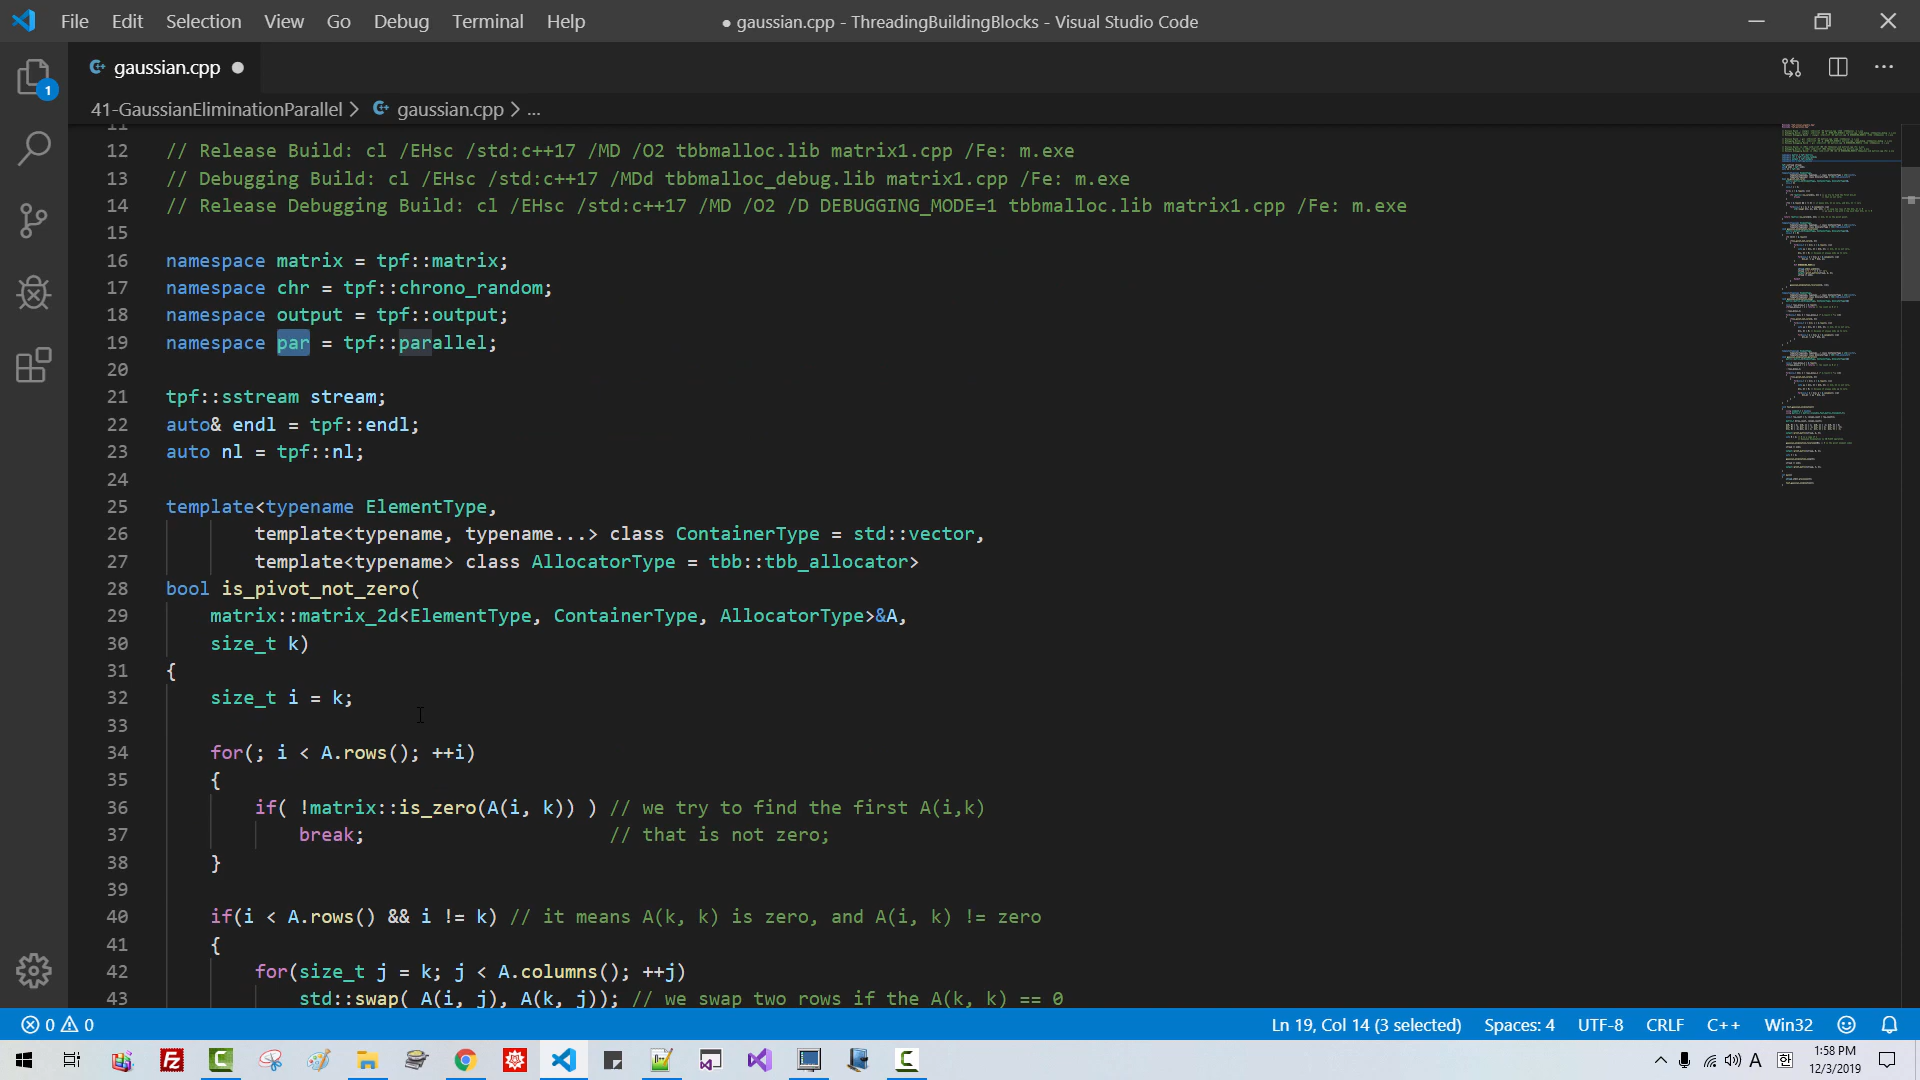 File Edit Selection View Go Debug Terminal Help
● gaussian.cpp - ThreadingBuildingBlocks - Visual Studio Code
gaussian.cpp
1
41-GaussianEliminationParallel > gaussian.cpp > ...
11
12 // Release Build: cl /EHsc /std:c++17 /MD /O2 tbbmalloc.lib matrix1.cpp /Fe: m.exe
13 // Debugging Build: cl /EHsc /std:c++17 /MDd tbbmalloc_debug.lib matrix1.cpp /Fe: m.exe
14 // Release Debugging Build: cl /EHsc /std:c++17 /MD /O2 /D DEBUGGING_MODE=1 tbbmalloc.lib matrix1.cpp /Fe: m.exe
15
16 namespace matrix = tpf::matrix;
17 namespace chr = tpf::chrono_random;
18 namespace output = tpf::output;
19 namespace par = tpf::parallel;
20
21 tpf::sstream stream;
22 auto& endl = tpf::endl;
23 auto nl = tpf::nl;
24
25 template<typename ElementType,
26 template<typename, typename...> class ContainerType = std::vector,
27 template<typename> class AllocatorType = tbb::tbb_allocator>
28 bool is_pivot_not_zero(
29 matrix::matrix_2d<ElementType, ContainerType, AllocatorType>&A,
30 size_t k)
31 {
32 size_t i = k;
33
34 for(; i < A.rows(); ++i)
35 {
36 if( !matrix::is_zero(A(i, k)) ) // we try to find the first A(i,k)
37 break; // that is not zero;
38 }
39
40 if(i < A.rows() && i != k) // it means A(k, k) is zero, and A(i, k) != zero
41 {
42 for(size_t j = k; j < A.columns(); ++j)
43 std::swap( A(i, j), A(k, j)); // we swap two rows if the A(k, k) == 0
0 0 Ln 19, Col 14 (3 selected) Spaces: 4 UTF-8 CRLF C++ Win32
A 한 1:58 PM
12/3/2019